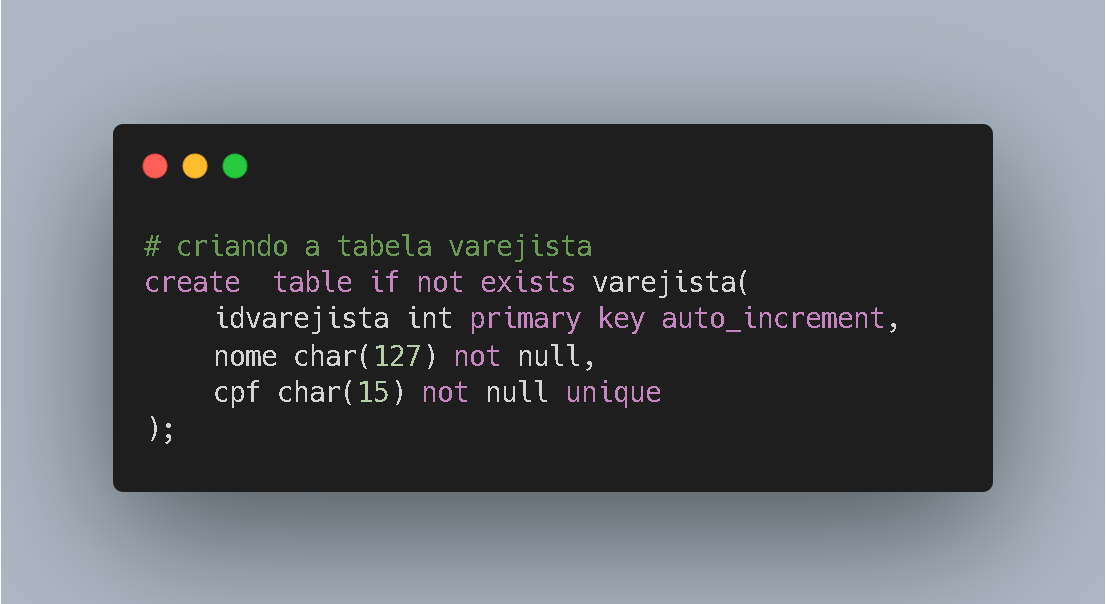 # criando a tabela varejista
create  table if not exists varejista(
    idvarejista int primary key auto_increment,
    nome char(127) not null,
    cpf char(15) not null unique
);